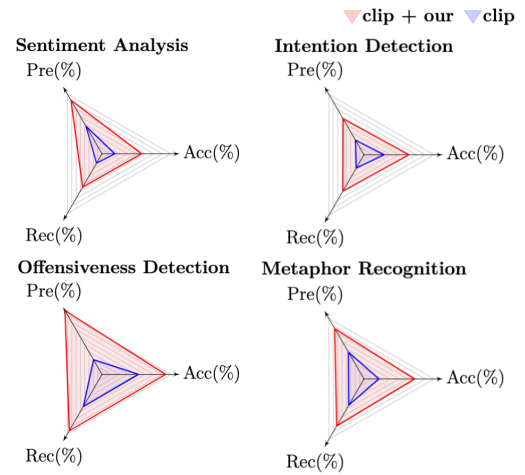 clip + our clip
Sentiment Analysis
Pre(%)
Acc(%)
Rec(%)
Intention Detection
Pre(%)
Acc(%)
Rec(%)
Offensiveness Detection
Pre(%)
Acc(%)
Rec(%)
Metaphor Recognition
Pre(%)
Acc(%)
Rec(%)